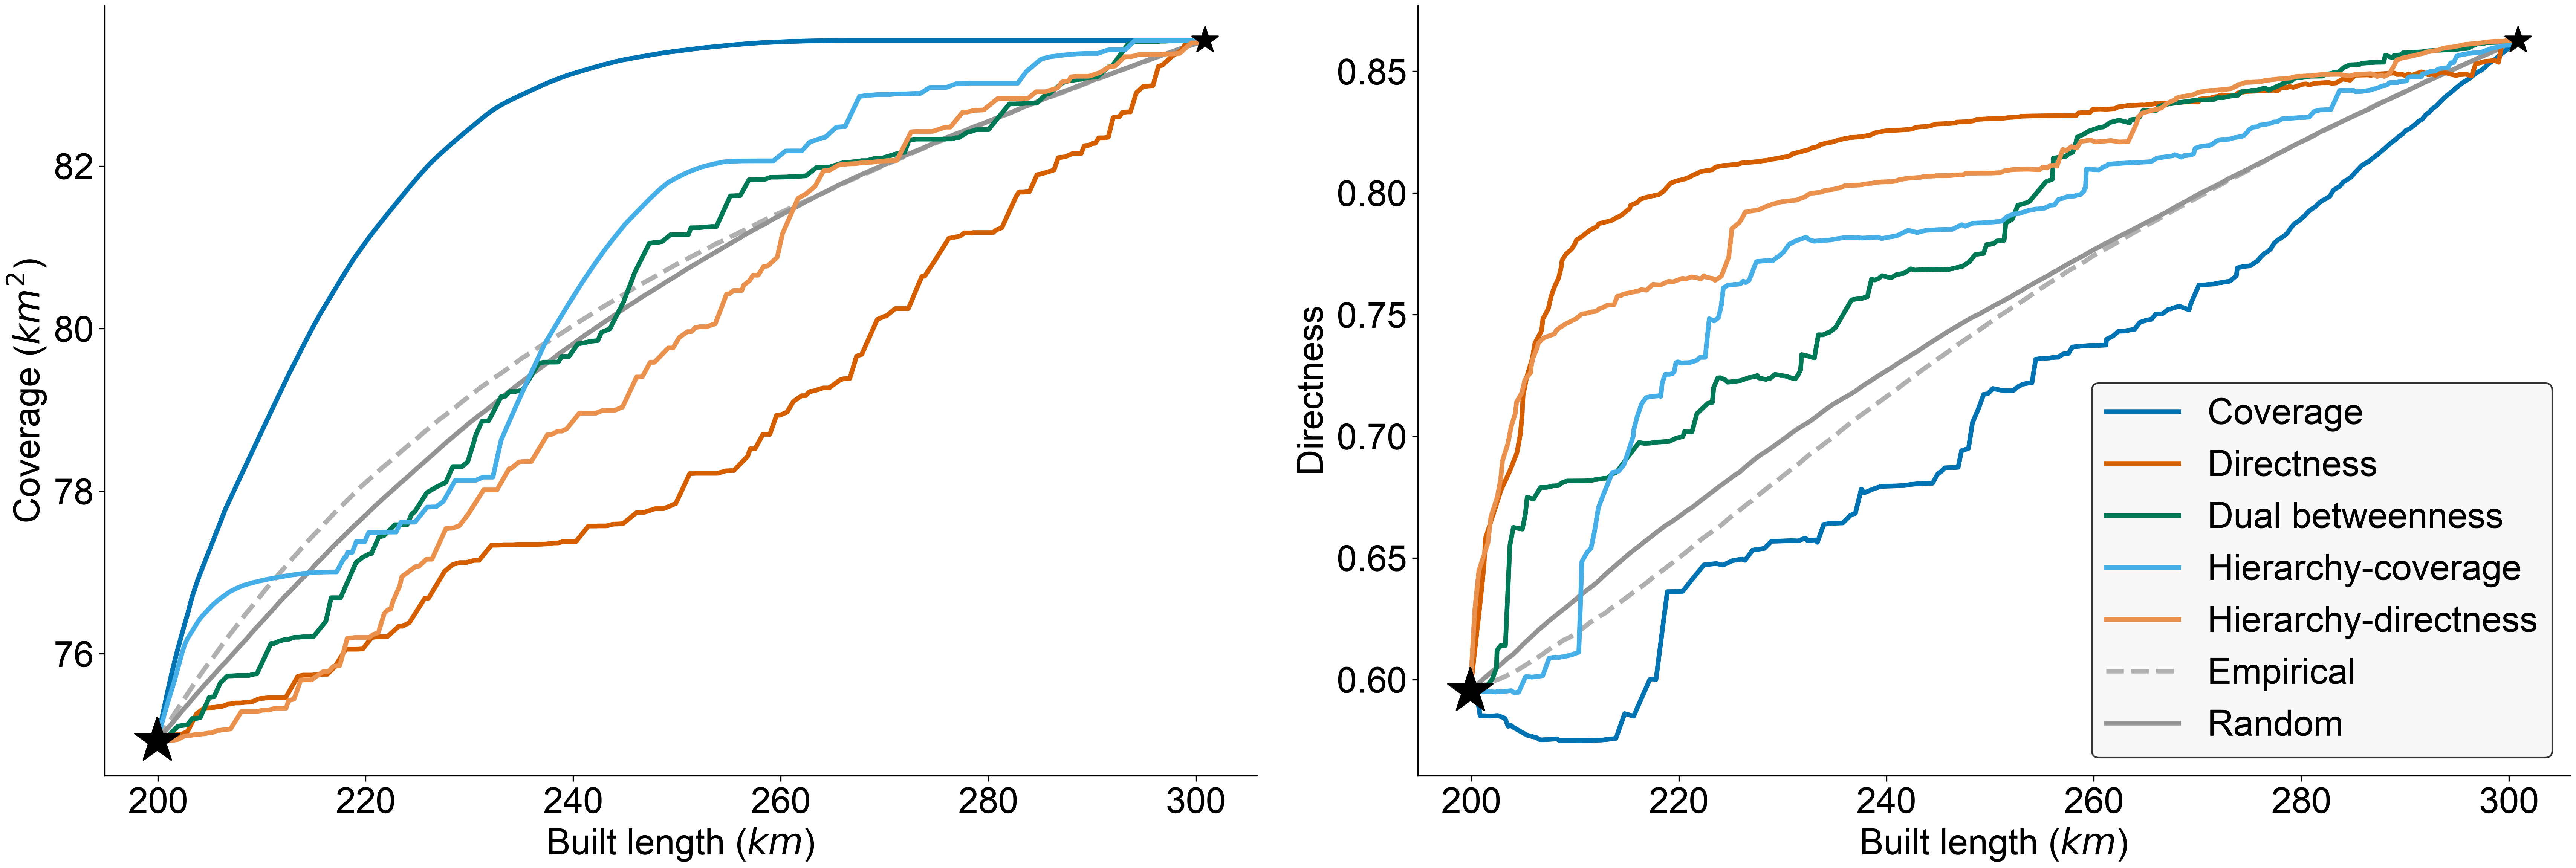 Coverage (km²)
82
80
78
76
200 220 240 260 280 300
Built length (km)
Directness
0.85
0.80
0.75
0.70
0.65
0.60
200 220 240 260 280 300
Built length (km)
Coverage
Directness
Dual betweenness
Hierarchy-coverage
Hierarchy-directness
Empirical
Random